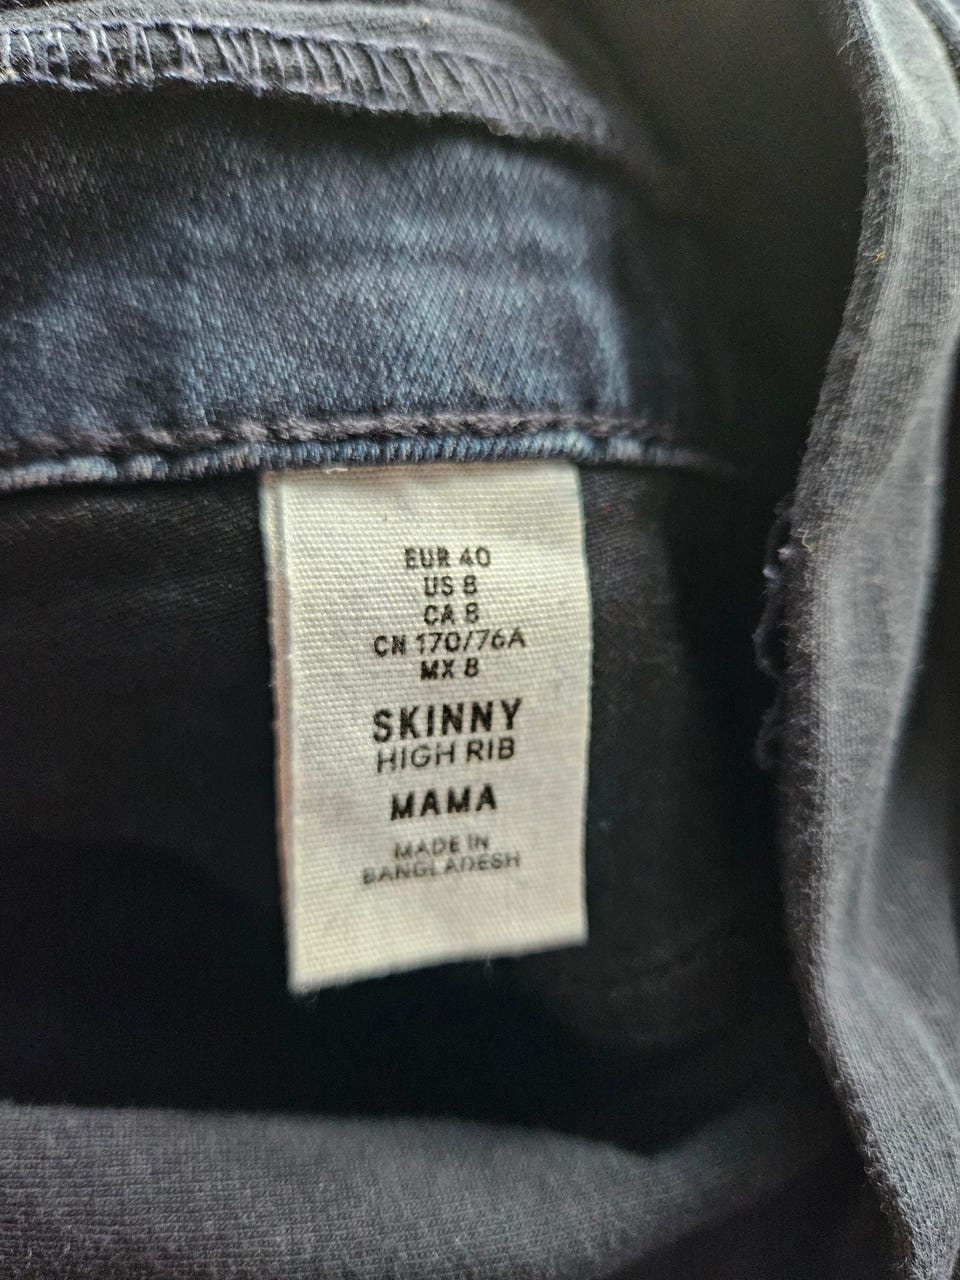 EUR 40
US 8
CA 8
CN 170/76A
MX 8
SKINNY
HIGH RIB
MAMA
MADE IN
BANGLADESH